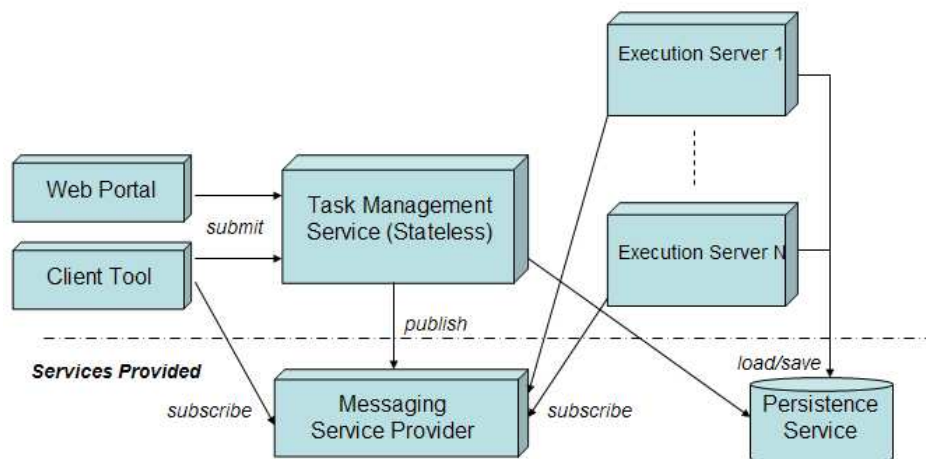 Execution Server 1
Web Portal
submit
Task Management
Service (Stateless)
Client Tool
Execution Server N
publish
Services Provided
load/save
subscribe
Messaging
Service Provider
subscribe
Persistence
Service